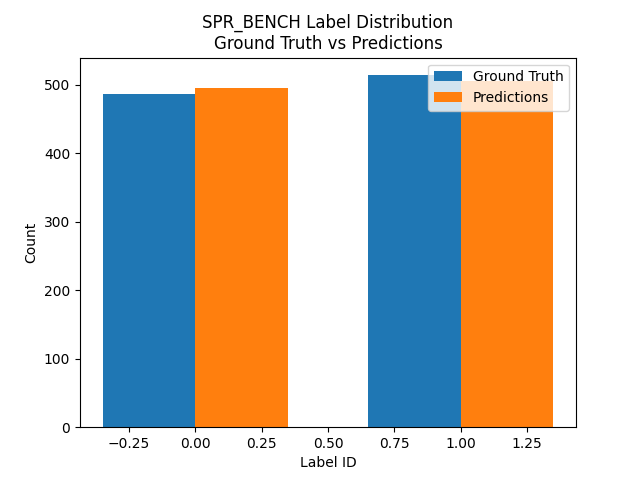 SPR_BENCH Label Distribution
Ground Truth vs Predictions
Ground Truth
Predictions
Count
500
400
300
200
100
0
−0.25 0.00 0.25 0.50 0.75 1.00 1.25
Label ID